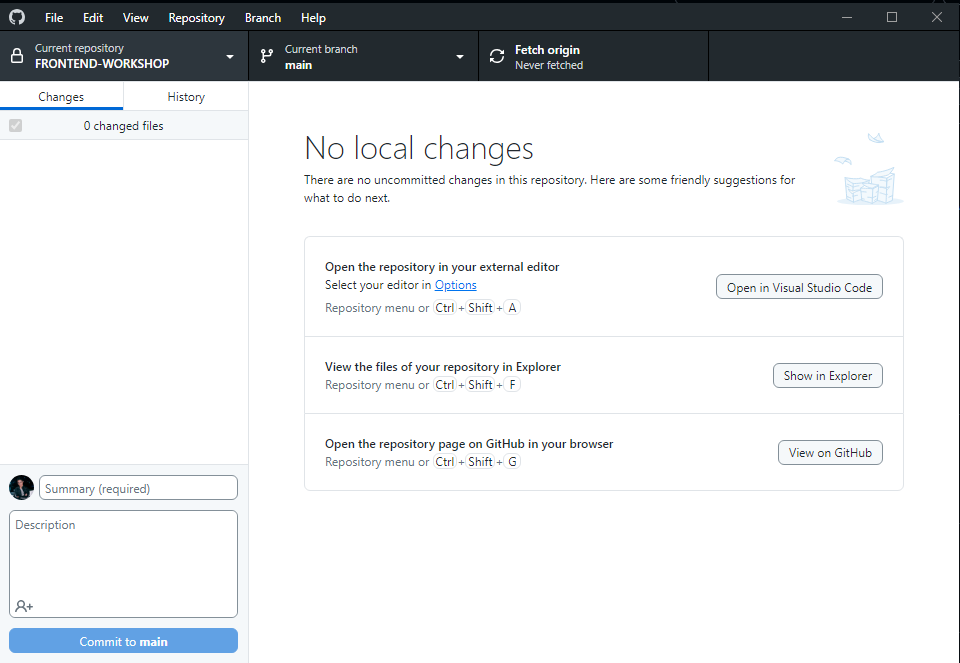 File Edit View Repository Branch Help
Current repository
FRONTEND-WORKSHOP
Current branch
main
Fetch origin
Never fetched
Changes
History
0 changed files
No local changes
There are no uncommitted changes in this repository. Here are some friendly suggestions for
what to do next.
Open the repository in your external editor
Select your editor in Options
Repository menu or Ctrl + Shift + A
Open in Visual Studio Code
View the files of your repository in Explorer
Repository menu or Ctrl + Shift + F
Show in Explorer
Open the repository page on GitHub in your browser
Repository menu or Ctrl + Shift + G
View on GitHub
Summary (required)
Description
Commit to main